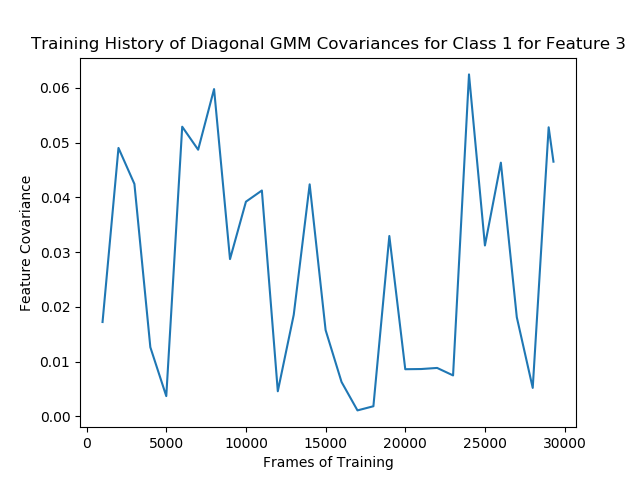 Training History of Diagonal GMM Covariances for Class 1 for Feature 3
0.06
0.05
0.04
0.03
0.02
0.01
0.00
Feature Covariance
0 5000 10000 15000 20000 25000 30000
Frames of Training